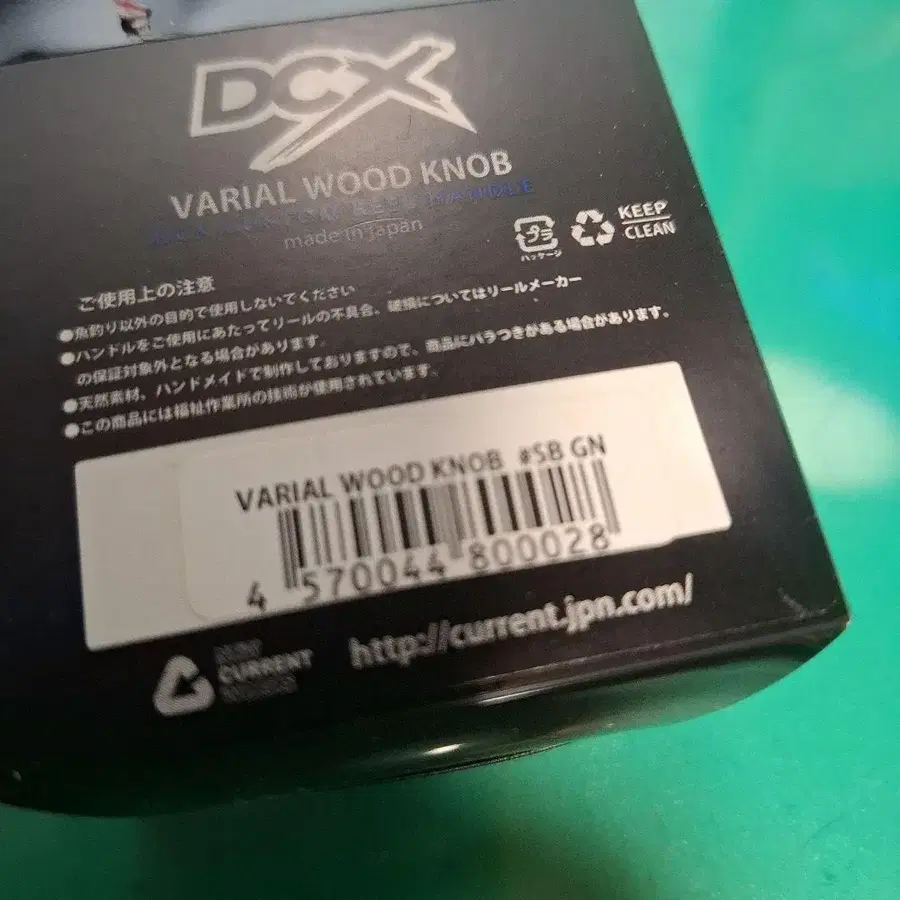 DCX
VARIAL WOOD KNOB
made in japan
プラ
パッケージ
KEEP
CLEAN
ご使用上の注意
●魚釣り以外の目的で使用しないでください
●ハンドルをご使用にあたってリールの不具合、破損についてはリールメーカー
の保証対象外となる場合があります。
●天然素材、ハンドメイドで制作しておりますので、商品にバラつきがある場合があります。
●この商品には福祉作業所の技術が使用されています。
VARIAL WOOD KNOB #SB GN
4 570044 800028
CURRENT
http://current.jpn.com/